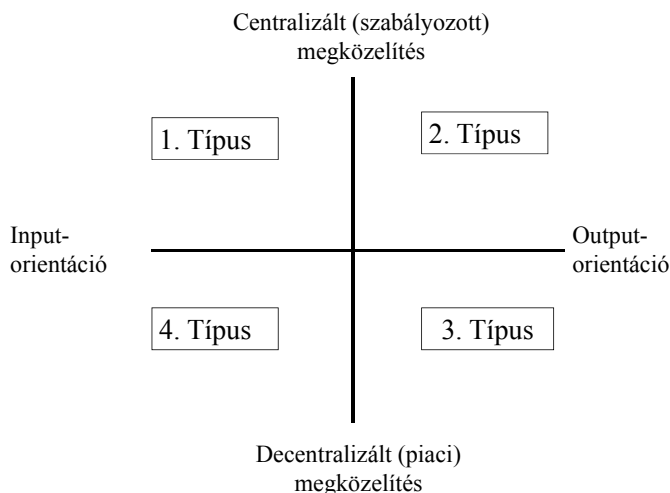 Centralizált (szabályozott)
megközelítés
1. Típus
2. Típus
Input-
orientáció
Output-
orientáció
4. Típus
3. Típus
Decentralizált (piaci)
megközelítés